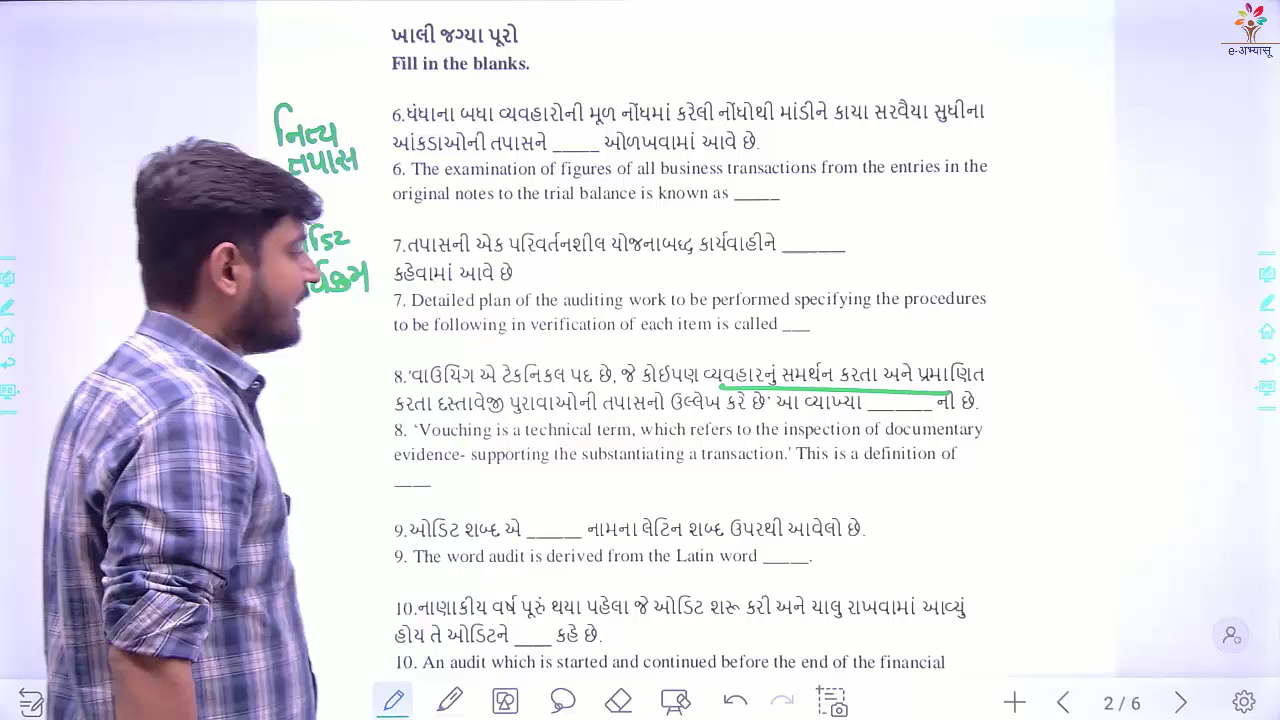 e-अभ्यासू
ખાલી જગ્યા પૂરો
Fill in the blanks.
નિત્ય
તપાસ
6.ધંધાના બધા વ્યવહારોની મૂળ નોંધમાં કરેલી નોંધોથી માંડીને કાચા સરવૈયા સુધીના
આંકડાઓની તપાસને _____ ઓળખવામાં આવે છે.
6. The examination of figures of all business transactions from the entries in the
original notes to the trial balance is known as _____
7.તપાસની એક પરિવર્તનશીલ યોજનાબદ્ધ કાર્યવાહીને _______
કહેવામાં આવે છે
7. Detailed plan of the auditing work to be performed specifying the procedures
to be following in verification of each item is called ___
8.'વાઉચિંગ એ ટેકનિકલ પદ છે, જે કોઈપણ વ્યવહારનું સમર્થન કરતા અને પ્રમાણિત
કરતા દસ્તાવેજી પુરાવાઓની તપાસનો ઉલ્લેખ કરે છે' આ વ્યાખ્યા _______ ની છે.
8. ‘Vouching is a technical term, which refers to the inspection of documentary
evidence- supporting the substantiating a transaction.' This is a definition of
____
9.ઓડિટ શબ્દ એ ______ નામના લેટિન શબ્દ ઉપરથી આવેલો છે.
9. The word audit is derived from the Latin word _____.
10.નાણાકીય વર્ષ પૂરું થયા પહેલા જે ઓડિટ શરૂ કરી અને ચાલુ રાખવામાં આવ્યું
હોય તે ઓડિટને ____ કહે છે.
10. An audit which is started and continued before the end of the financial
2 / 6